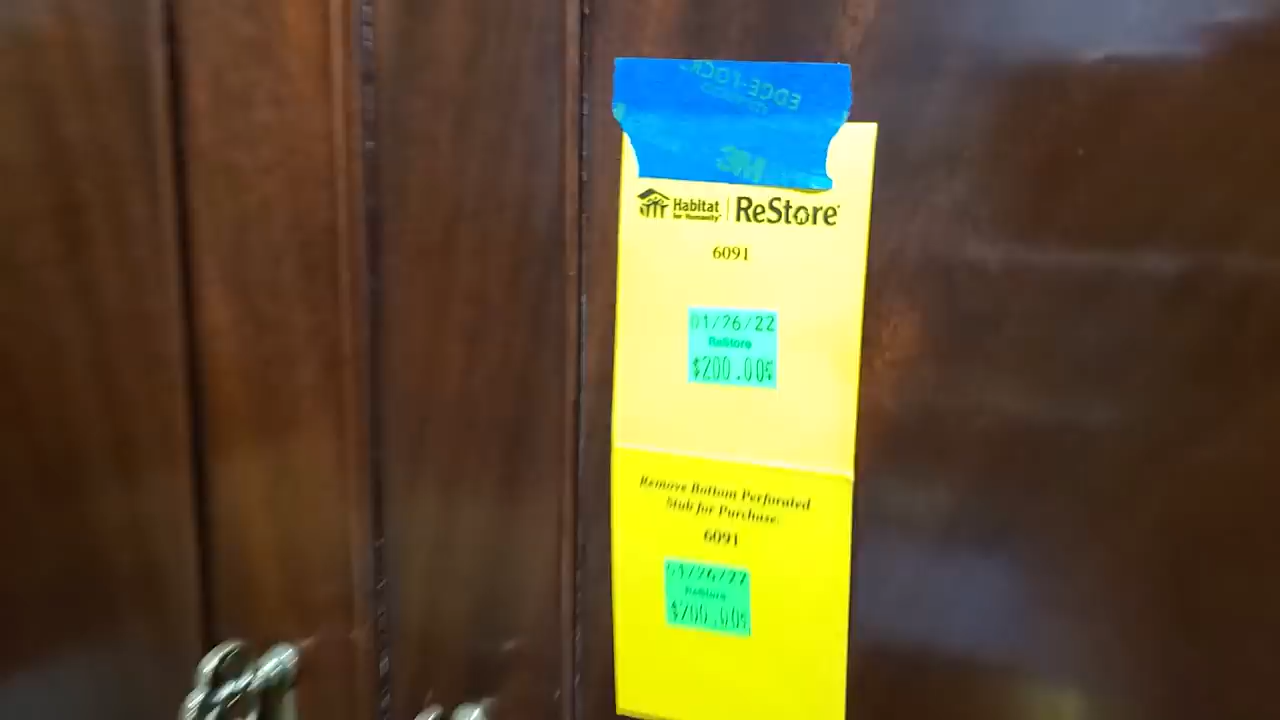 EDGE-LOCK™
3M
Habitat
for Humanity®
ReStore®
6091
01/26/22
ReStore
$200.00
Remove Bottom Perforated
Stub for Purchase.
6091
01/26/22
ReStore
$200.00